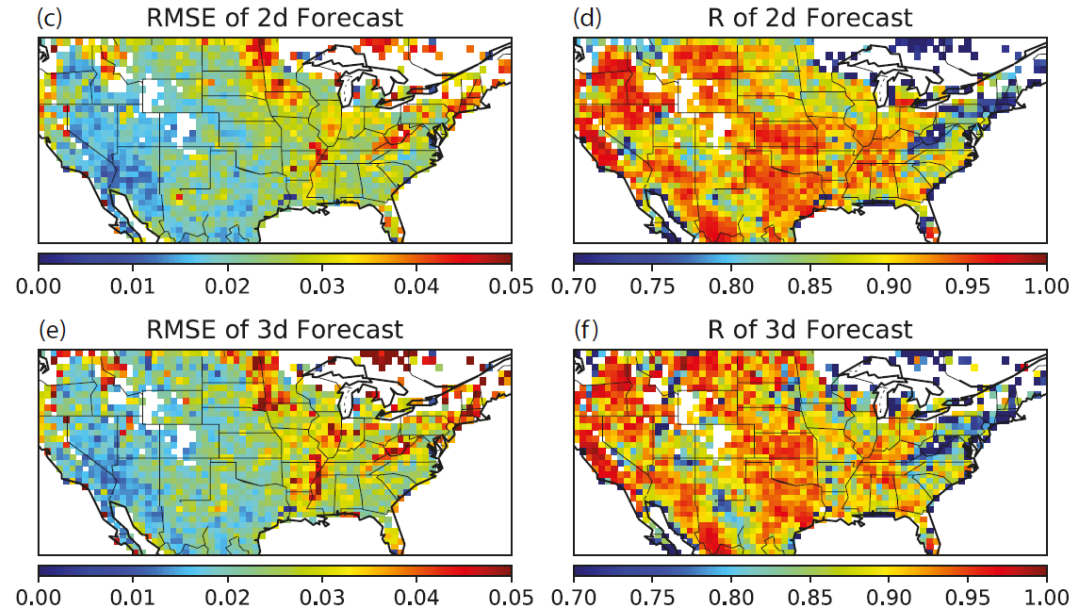 (c) RMSE of 2d Forecast
(d) R of 2d Forecast
0.00 0.01 0.02 0.03 0.04 0.05
0.70 0.75 0.80 0.85 0.90 0.95 1.00
(e) RMSE of 3d Forecast
(f) R of 3d Forecast
0.00 0.01 0.02 0.03 0.04 0.05
0.70 0.75 0.80 0.85 0.90 0.95 1.00